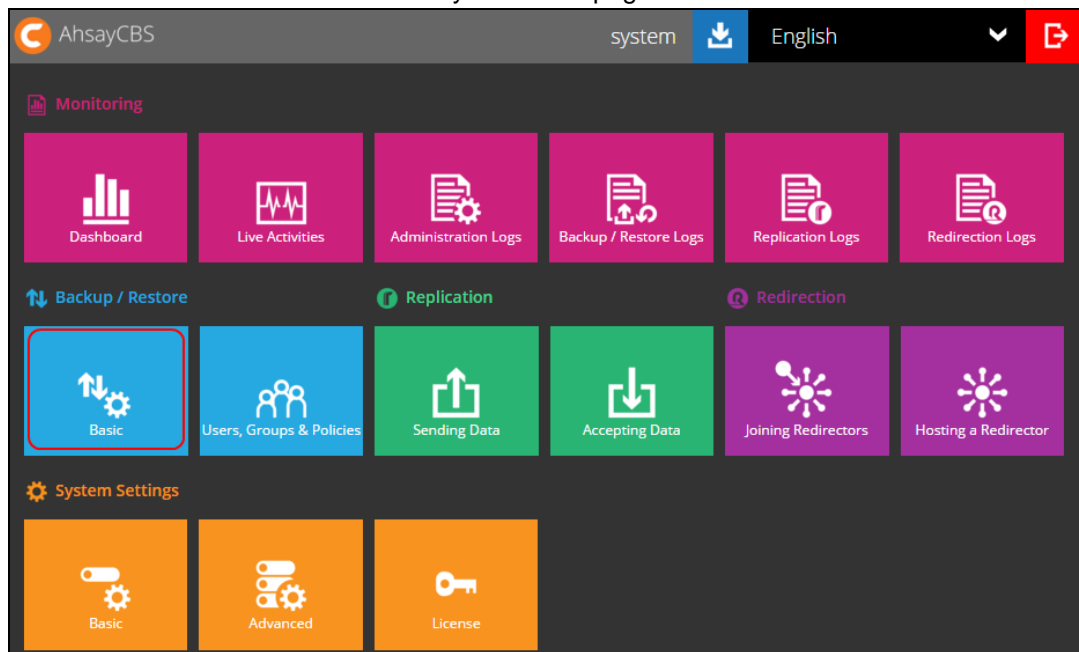 AhsayCBS system English
Monitoring
Dashboard Live Activities Administration Logs Backup / Restore Logs Replication Logs Redirection Logs
Backup / Restore Replication Redirection
Basic Users, Groups & Policies Sending Data Accepting Data Joining Redirectors Hosting a Redirector
System Settings
Basic Advanced License